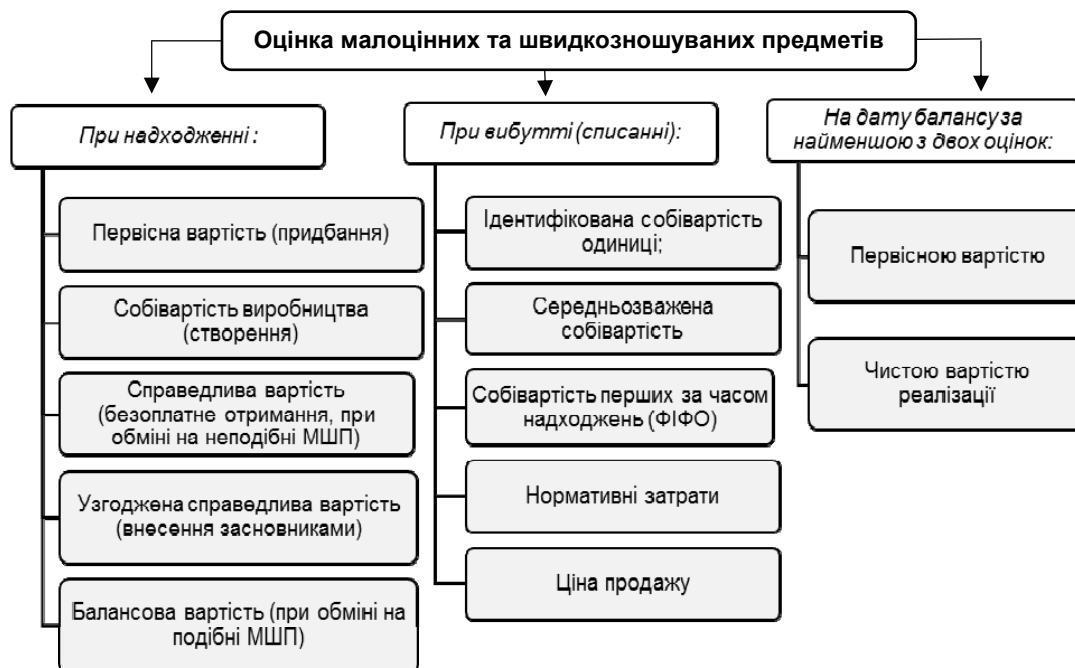 Оцінка малоцінних та швидкозношуваних предметів
При надходженні :
Первісна вартість (придбання)
Собівартість виробництва
(створення)
Справедлива вартість
(безоплатне отримання, при
обміні на неподібні МШП)
Узгоджена справедлива вартість
(внесення засновниками)
Балансова вартість (при обміні на
подібні МШП)
При вибутті (списанні):
Ідентифікована собівартість
одиниці;
Середньозважена
собівартість
Собівартість перших за часом
надходжень (ФІФО)
Нормативні затрати
Ціна продажу
На дату балансу за
найменшою з двох оцінок:
Первісною вартістю
Чистою вартістю
реалізації